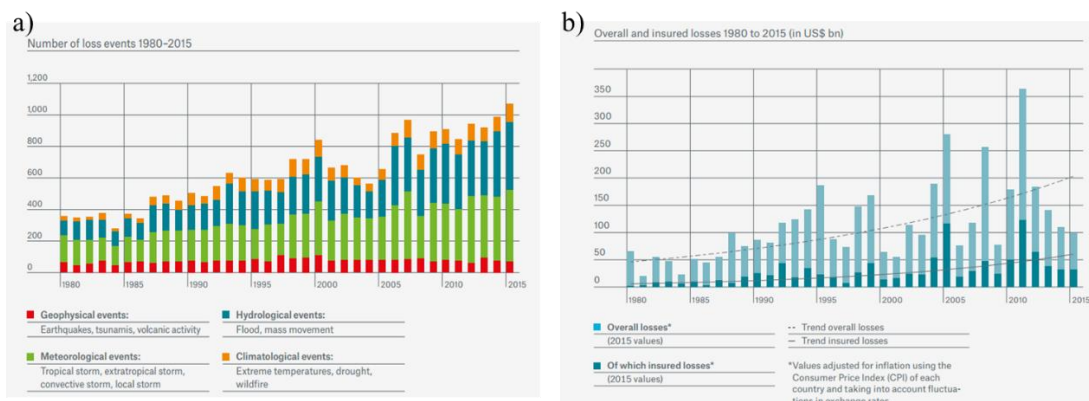 a)
Number of loss events 1980–2015
1,200
1,000
800
600
400
200
0
1980
1985
1990
1995
2000
2005
2010
2015
Geophysical events:
Earthquakes, tsunamis, volcanic activity
Hydrological events:
Flood, mass movement
Meteorological events:
Tropical storm, extratropical storm,
convective storm, local storm
Climatological events:
Extreme temperatures, drought,
wildfire
b)
Overall and insured losses 1980 to 2015 (in US$ bn)
350
300
250
200
150
100
50
0
1980
1985
1990
1995
2000
2005
2010
2015
Overall losses*
(2015 values)
Of which insured losses*
(2015 values)
Trend overall losses
Trend insured losses
*Values adjusted for inflation using the
Consumer Price Index (CPI) of each
country and taking into account fluctua-
tions in exchange rates